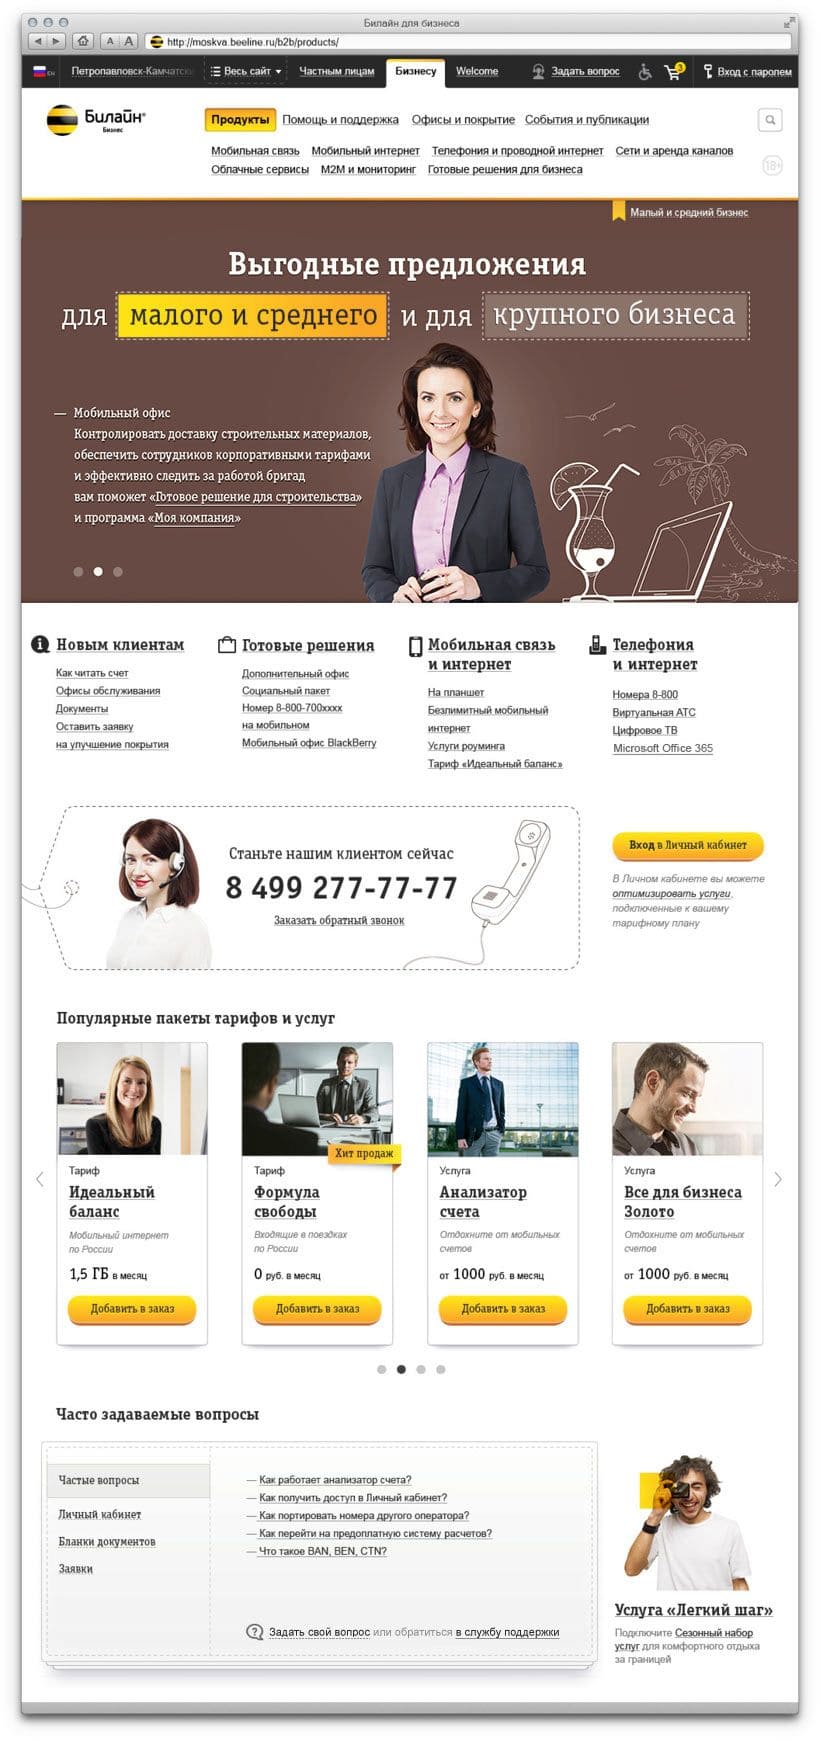 Билайн для бизнеса
A A http://moskva.beeline.ru/b2b/products/
EN Петропавловск-Камчатски Весь сайт Частным лицам Бизнесу Welcome Задать вопрос 3 Вход с паролем
Билайн®
Бизнес
Продукты Помощь и поддержка Офисы и покрытие События и публикации
Мобильная связь Мобильный интернет Телефония и проводной интернет Сети и аренда каналов
Облачные сервисы M2M и мониторинг Готовые решения для бизнеса
18+
Малый и средний бизнес
Выгодные предложения
для малого и среднего и для крупного бизнеса
— Мобильный офис
Контролировать доставку строительных материалов,
обеспечить сотрудников корпоративными тарифами
и эффективно следить за работой бригад
вам поможет «Готовое решение для строительства»
и программа «Моя компания»
Новым клиентам
Как читать счет
Офисы обслуживания
Документы
Оставить заявку
на улучшение покрытия
Готовые решения
Дополнительный офис
Социальный пакет
Номер 8-800-700xxxx
на мобильном
Мобильный офис BlackBerry
Мобильная связь
и интернет
На планшет
Безлимитный мобильный
интернет
Услуги роуминга
Тариф «Идеальный баланс»
Телефония
и интернет
Номера 8-800
Виртуальная АТС
Цифровое ТВ
Microsoft Office 365
Станьте нашим клиентом сейчас
8 499 277-77-77
Заказать обратный звонок
Вход в Личный кабинет
В Личном кабинете вы можете
оптимизировать услуги,
подключенные к вашему
тарифному плану
Популярные пакеты тарифов и услуг
Тариф
Идеальный
баланс
Мобильный интернет
по России
1,5 ГБ в месяц
Добавить в заказ
Хит продаж
Тариф
Формула
свободы
Входящие в поездках
по России
0 руб. в месяц
Добавить в заказ
Услуга
Анализатор
счета
Отдохните от мобильных
счетов
от 1000 руб. в месяц
Добавить в заказ
Услуга
Все для бизнеса
Золото
Отдохните от мобильных
счетов
от 1000 руб. в месяц
Добавить в заказ
Часто задаваемые вопросы
Частые вопросы
Личный кабинет
Бланки документов
Заявки
— Как работает анализатор счета?
— Как получить доступ в Личный кабинет?
— Как портировать номера другого оператора?
— Как перейти на предоплатную систему расчетов?
— Что такое BAN, BEN, CTN?
Задать свой вопрос или обратиться в службу поддержки
Услуга «Легкий шаг»
Подключите Сезонный набор
услуг для комфортного отдыха
за границей